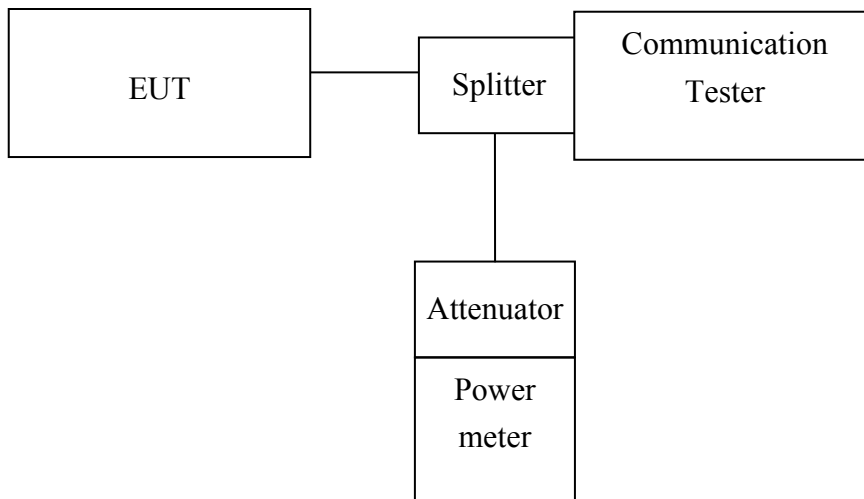 EUT
Splitter
Communication
Tester
Attenuator
Power
meter